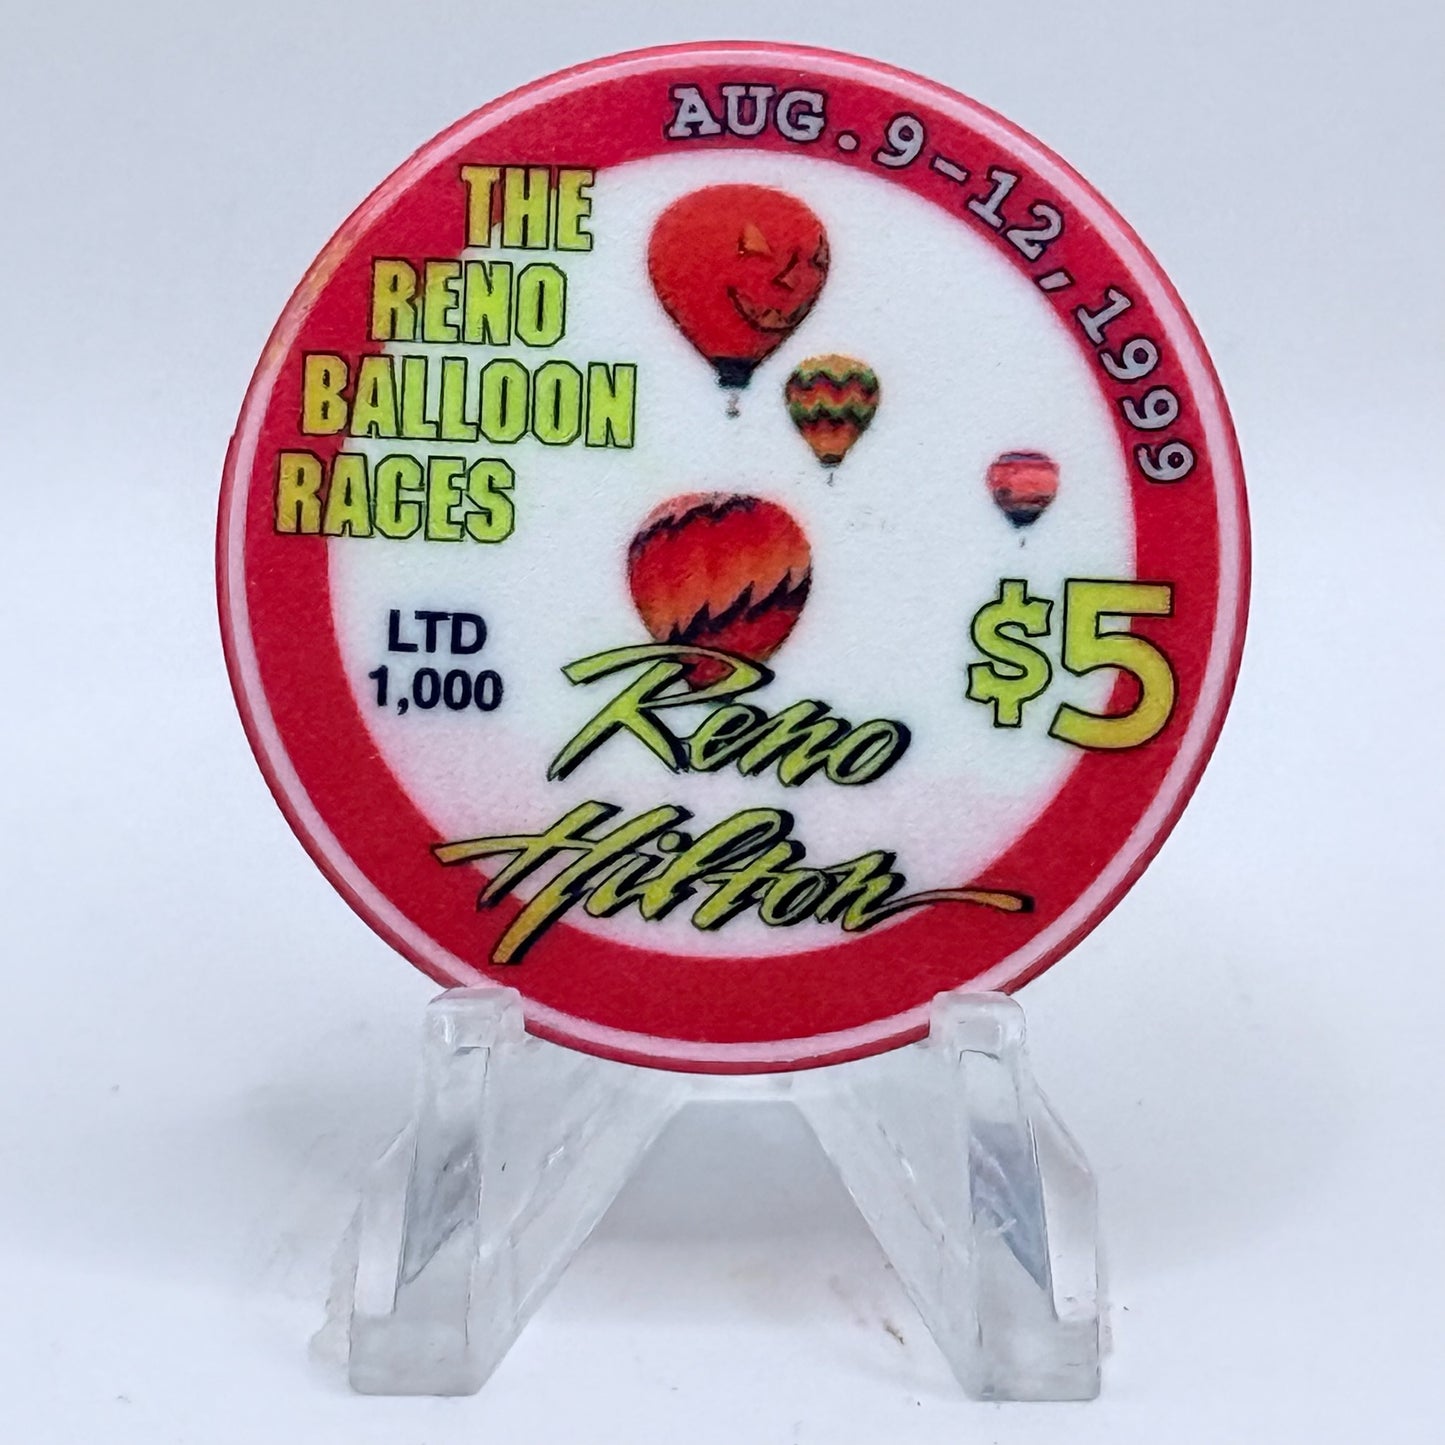 AUG. 9-12, 1999
THE
RENO
BALLOON
RACES
LTD
1,000
$5
Reno
Hilton